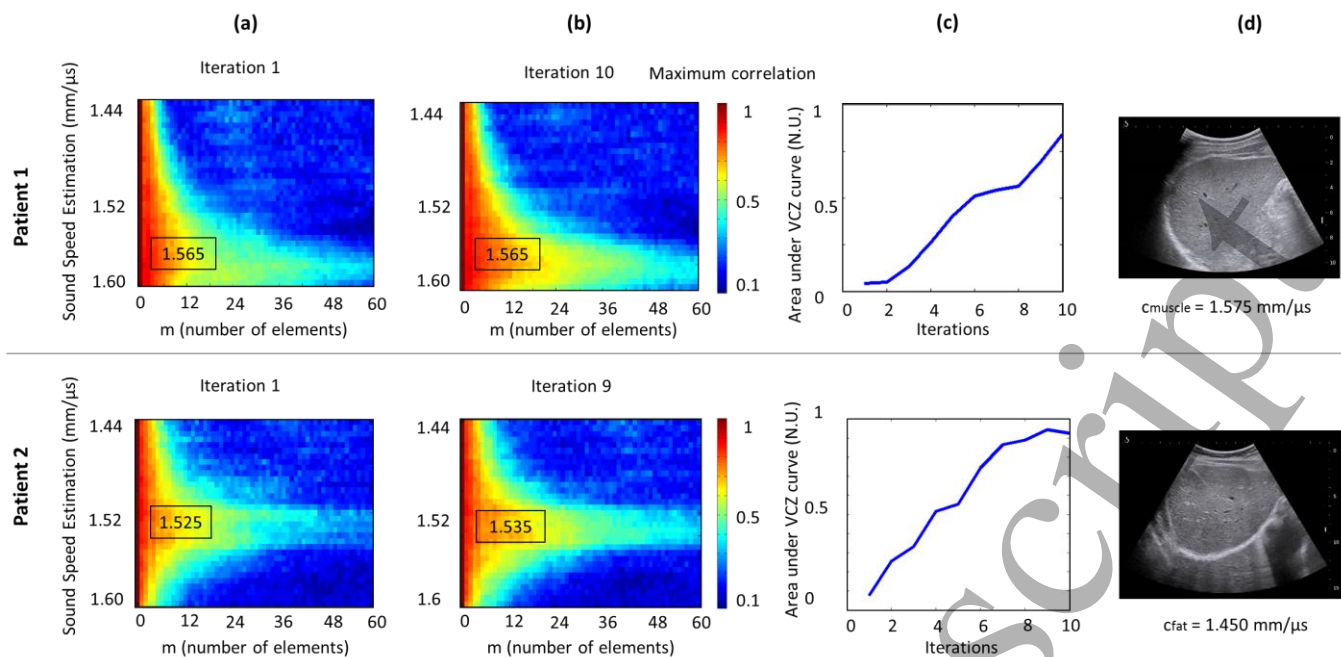 (a) (b) (c) (d)
Iteration 1 Iteration 10 Maximum correlation
Patient 1
Sound Speed Estimation (mm/µs)
1.44
1.52
1.60
1.565
0 12 24 36 48 60
m (number of elements)
1.565
1.44
1.52
1.60
0 12 24 36 48 60
m (number of elements)
1
0.5
0.1
Area under VCZ curve (N.U.)
1
0.5
0
0 2 4 6 8 10
Iterations
cmuscle = 1.575 mm/µs
Patient 2
Iteration 1 Iteration 9
Sound Speed Estimation (mm/µs)
1.44
1.52
1.60
1.525
0 12 24 36 48 60
m (number of elements)
1.44
1.52
1.6
1.535
0 12 24 36 48 60
m (number of elements)
1
0.5
0.1
Area under VCZ curve (N.U.)
1
0.5
0
0 2 4 6 8 10
Iterations
cfat = 1.450 mm/µs
script